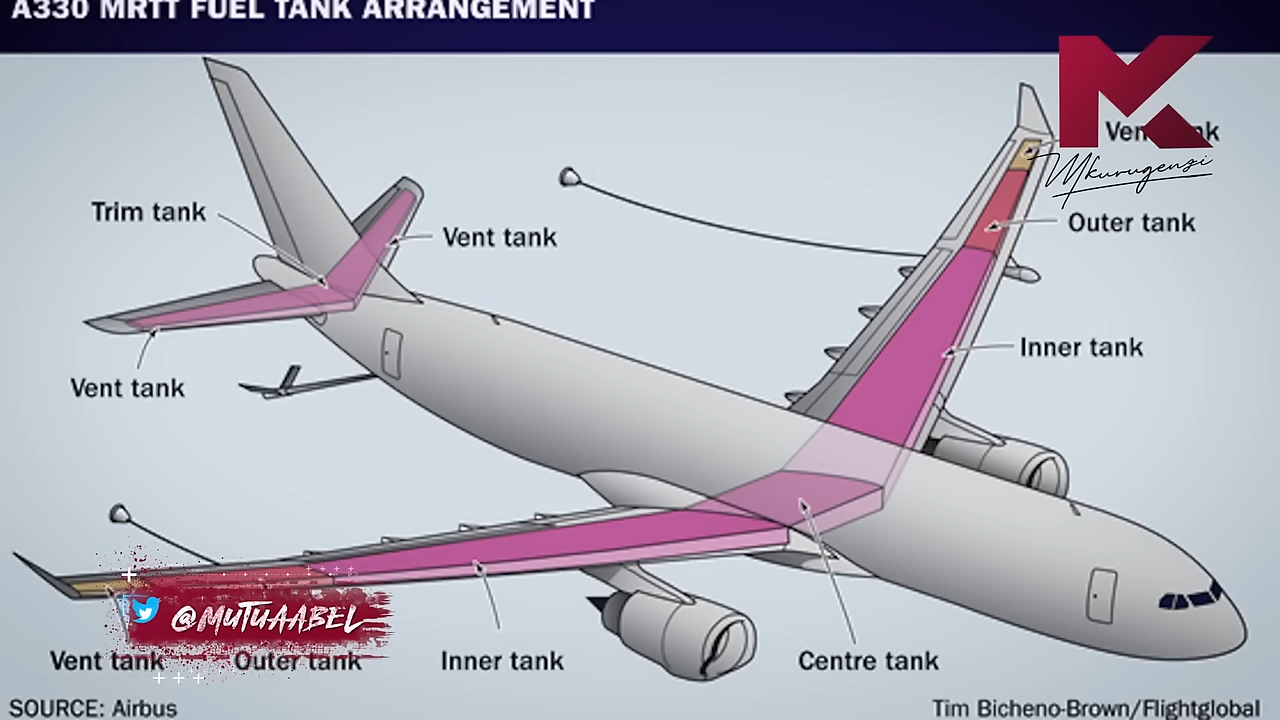 A330 MRTT FUEL TANK ARRANGEMENT
Vent tank
Mkurugenzi
Trim tank
Outer tank
Vent tank
Inner tank
Vent tank
@MUTUAABEL
Vent tank
Outer tank
Inner tank
Centre tank
SOURCE: Airbus
Tim Bicheno-Brown/Flightglobal